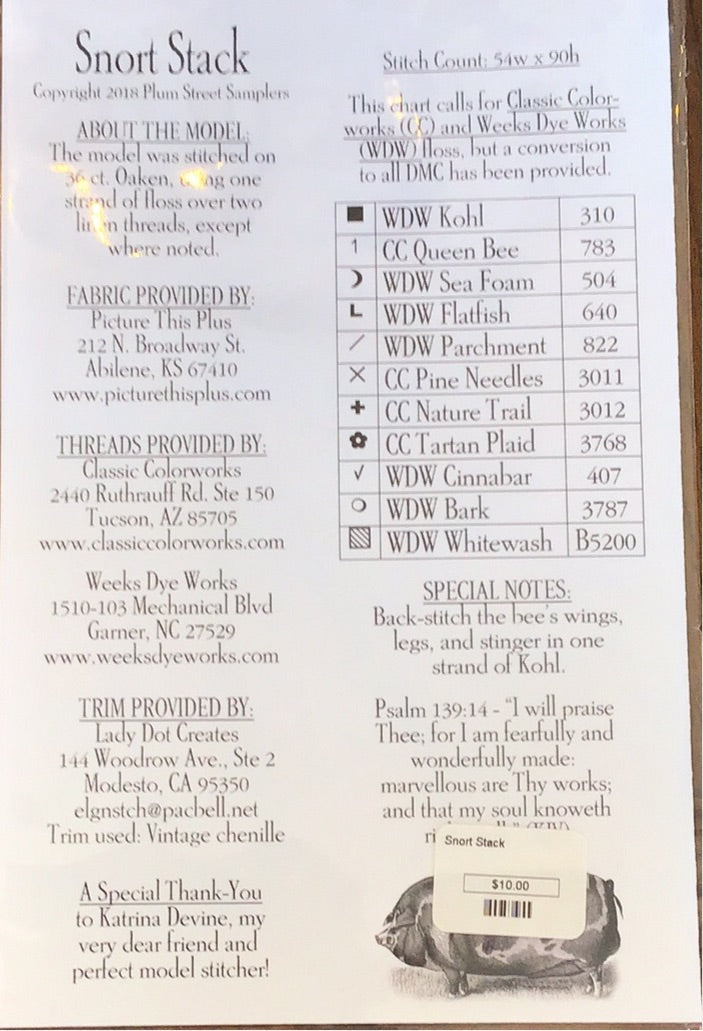 Snort Stack
Copyright 2018 Plum Street Samplers
ABOUT THE MODEL:
The model was stitched on
36 ct. Oaken, using one
strand of floss over two
linen threads, except
where noted.
FABRIC PROVIDED BY:
Picture This Plus
212 N. Broadway St.
Abilene, KS 67410
www.picturethisplus.com
THREADS PROVIDED BY:
Classic Colorworks
2440 Ruthrauff Rd. Ste 150
Tucson, AZ 85705
www.classiccolorworks.com
Weeks Dye Works
1510-103 Mechanical Blvd
Garner, NC 27529
www.weeksdyeworks.com
TRIM PROVIDED BY:
Lady Dot Creates
144 Woodrow Ave., Ste 2
Modesto, CA 95350
elgnstch@pacbell.net
Trim used: Vintage chenille
A Special Thank-You
to Katrina Devine, my
very dear friend and
perfect model stitcher!
Stitch Count: 54w x 90h
This chart calls for Classic Color-
works (CC) and Weeks Dye Works
(WDW) floss, but a conversion
to all DMC has been provided.
WDW Kohl 310
1 CC Queen Bee 783
WDW Sea Foam 504
WDW Flatfish 640
WDW Parchment 822
CC Pine Needles 3011
CC Nature Trail 3012
CC Tartan Plaid 3768
WDW Cinnabar 407
WDW Bark 3787
WDW Whitewash B5200
SPECIAL NOTES:
Back-stitch the bee's wings,
legs, and stinger in one
strand of Kohl.
Psalm 139:14 - "I will praise
Thee; for I am fearfully and
wonderfully made:
marvellous are Thy works;
and that my soul knoweth
Snort Stack
$10.00